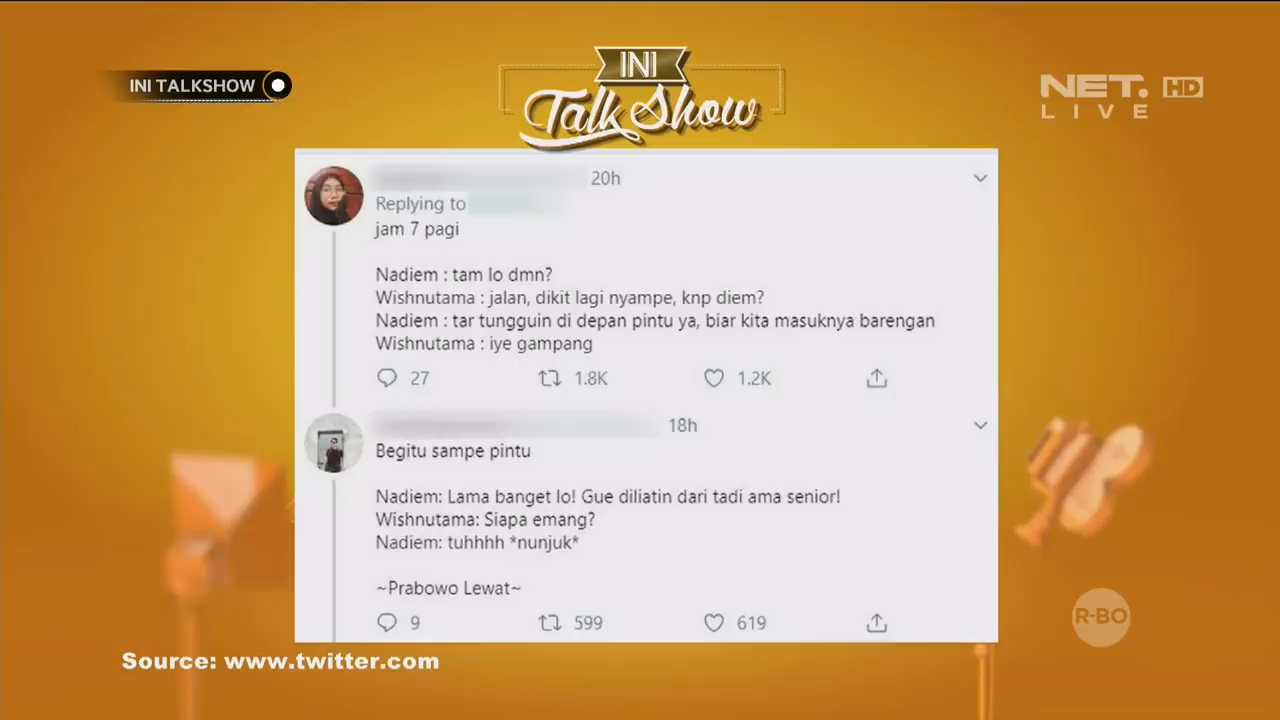 INI TALKSHOW
INI
Talk Show
NET. HD
LIVE
20h
Replying to
jam 7 pagi
Nadiem : tam lo dmn?
Wishnutama : jalan, dikit lagi nyampe, knp diem?
Nadiem : tar tungguin di depan pintu ya, biar kita masuknya barengan
Wishnutama : iye gampang
27 1.8K 1.2K
18h
Begitu sampe pintu
Nadiem: Lama banget lo! Gue diliatin dari tadi ama senior!
Wishnutama: Siapa emang?
Nadiem: tuhhhh *nunjuk*
~Prabowo Lewat~
9 599 619
R-BO
Source: www.twitter.com